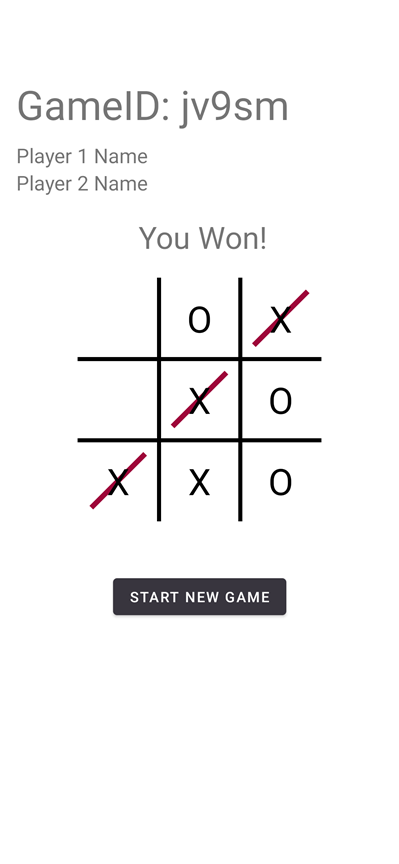 GameID: jv9sm
Player 1 Name
Player 2 Name
You Won!
O X
X O
X X O
START NEW GAME